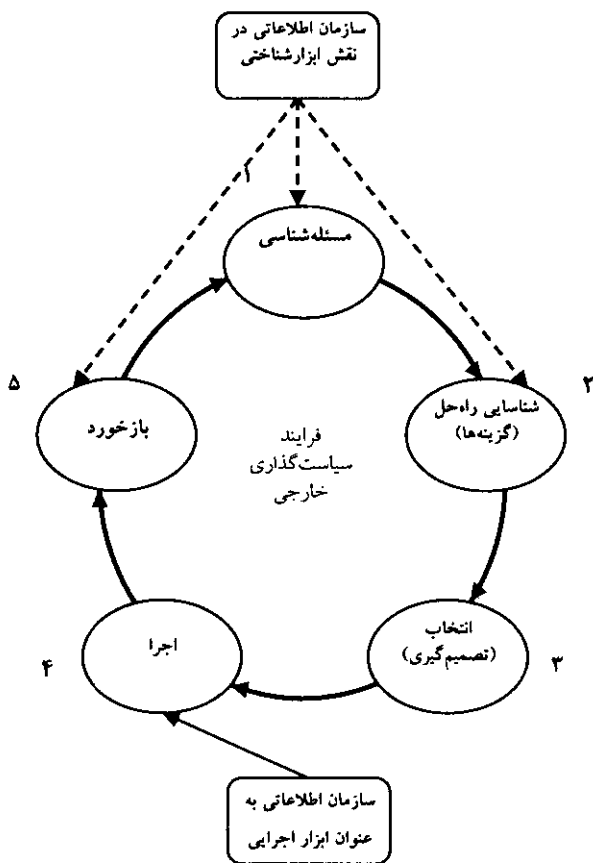 سازمان اطلاعاتی در
نقش ابزارشناختی
۱
مسئله‌شناسی
۲
شناسایی راه‌حل
(گزینه‌ها)
۵
بازخورد
فرایند
سیاست‌گذاری
خارجی
انتخاب
(تصمیم‌گیری)
۳
اجرا
۴
سازمان اطلاعاتی به
عنوان ابزار اجرایی